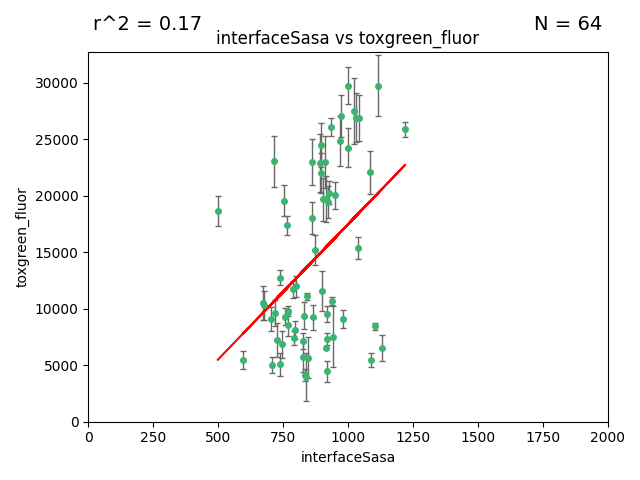 r^2 = 0.17
N = 64
interfaceSasa vs toxgreen_fluor
30000
25000
20000
15000
10000
5000
0
toxgreen_fluor
0 250 500 750 1000 1250 1500 1750 2000
interfaceSasa